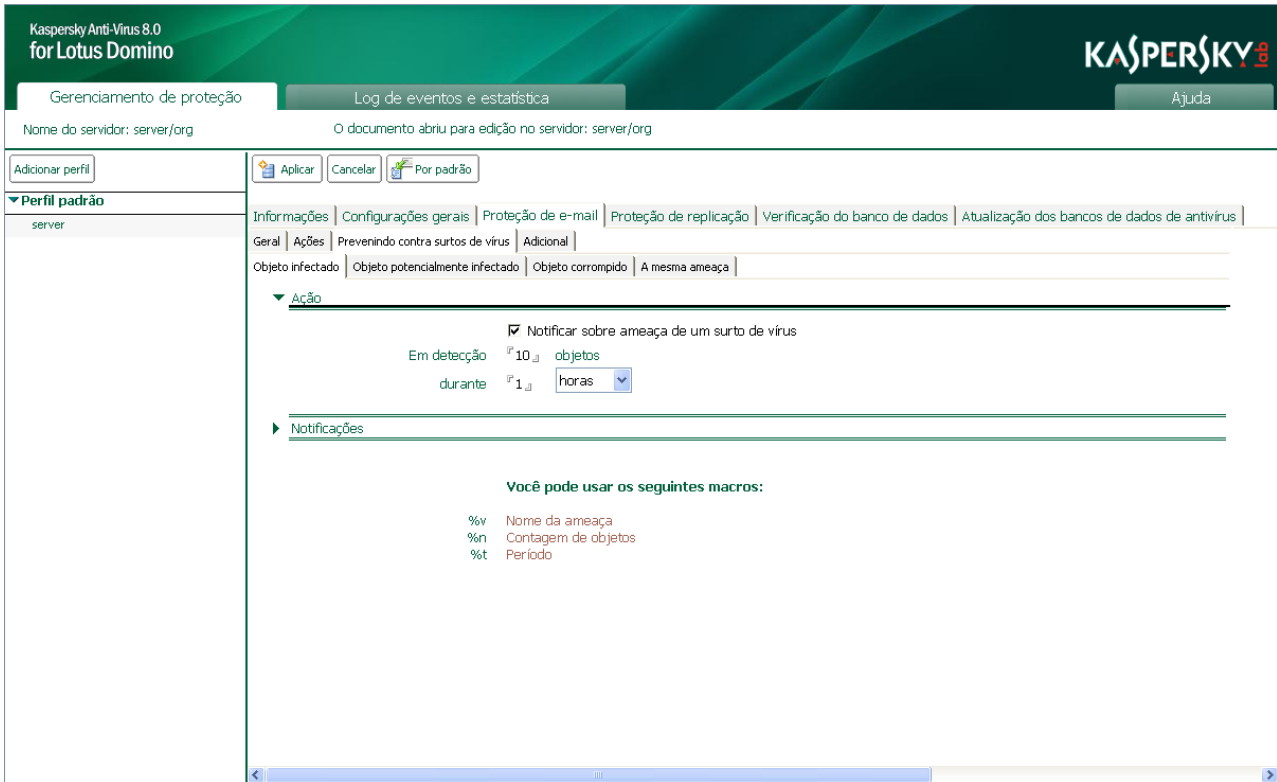 Kaspersky Anti-Virus 8.0
for Lotus Domino
KASPERSKY lab
Gerenciamento de proteção
Log de eventos e estatística
Ajuda
Nome do servidor: server/org
O documento abriu para edição no servidor: server/org
Adicionar perfil
Aplicar Cancelar Por padrão
Perfil padrão
server
Informações Configurações gerais Proteção de e-mail Proteção de replicação Verificação do banco de dados Atualização dos bancos de dados de antivírus
Geral Ações Prevenindo contra surtos de vírus Adicional
Objeto infectado Objeto potencialmente infectado Objeto corrompido A mesma ameaça
Ação
Notificar sobre ameaça de um surto de vírus
Em detecção 10 objetos
durante 1 horas
Notificações
Você pode usar os seguintes macros:
%v Nome da ameaça
%n Contagem de objetos
%t Período